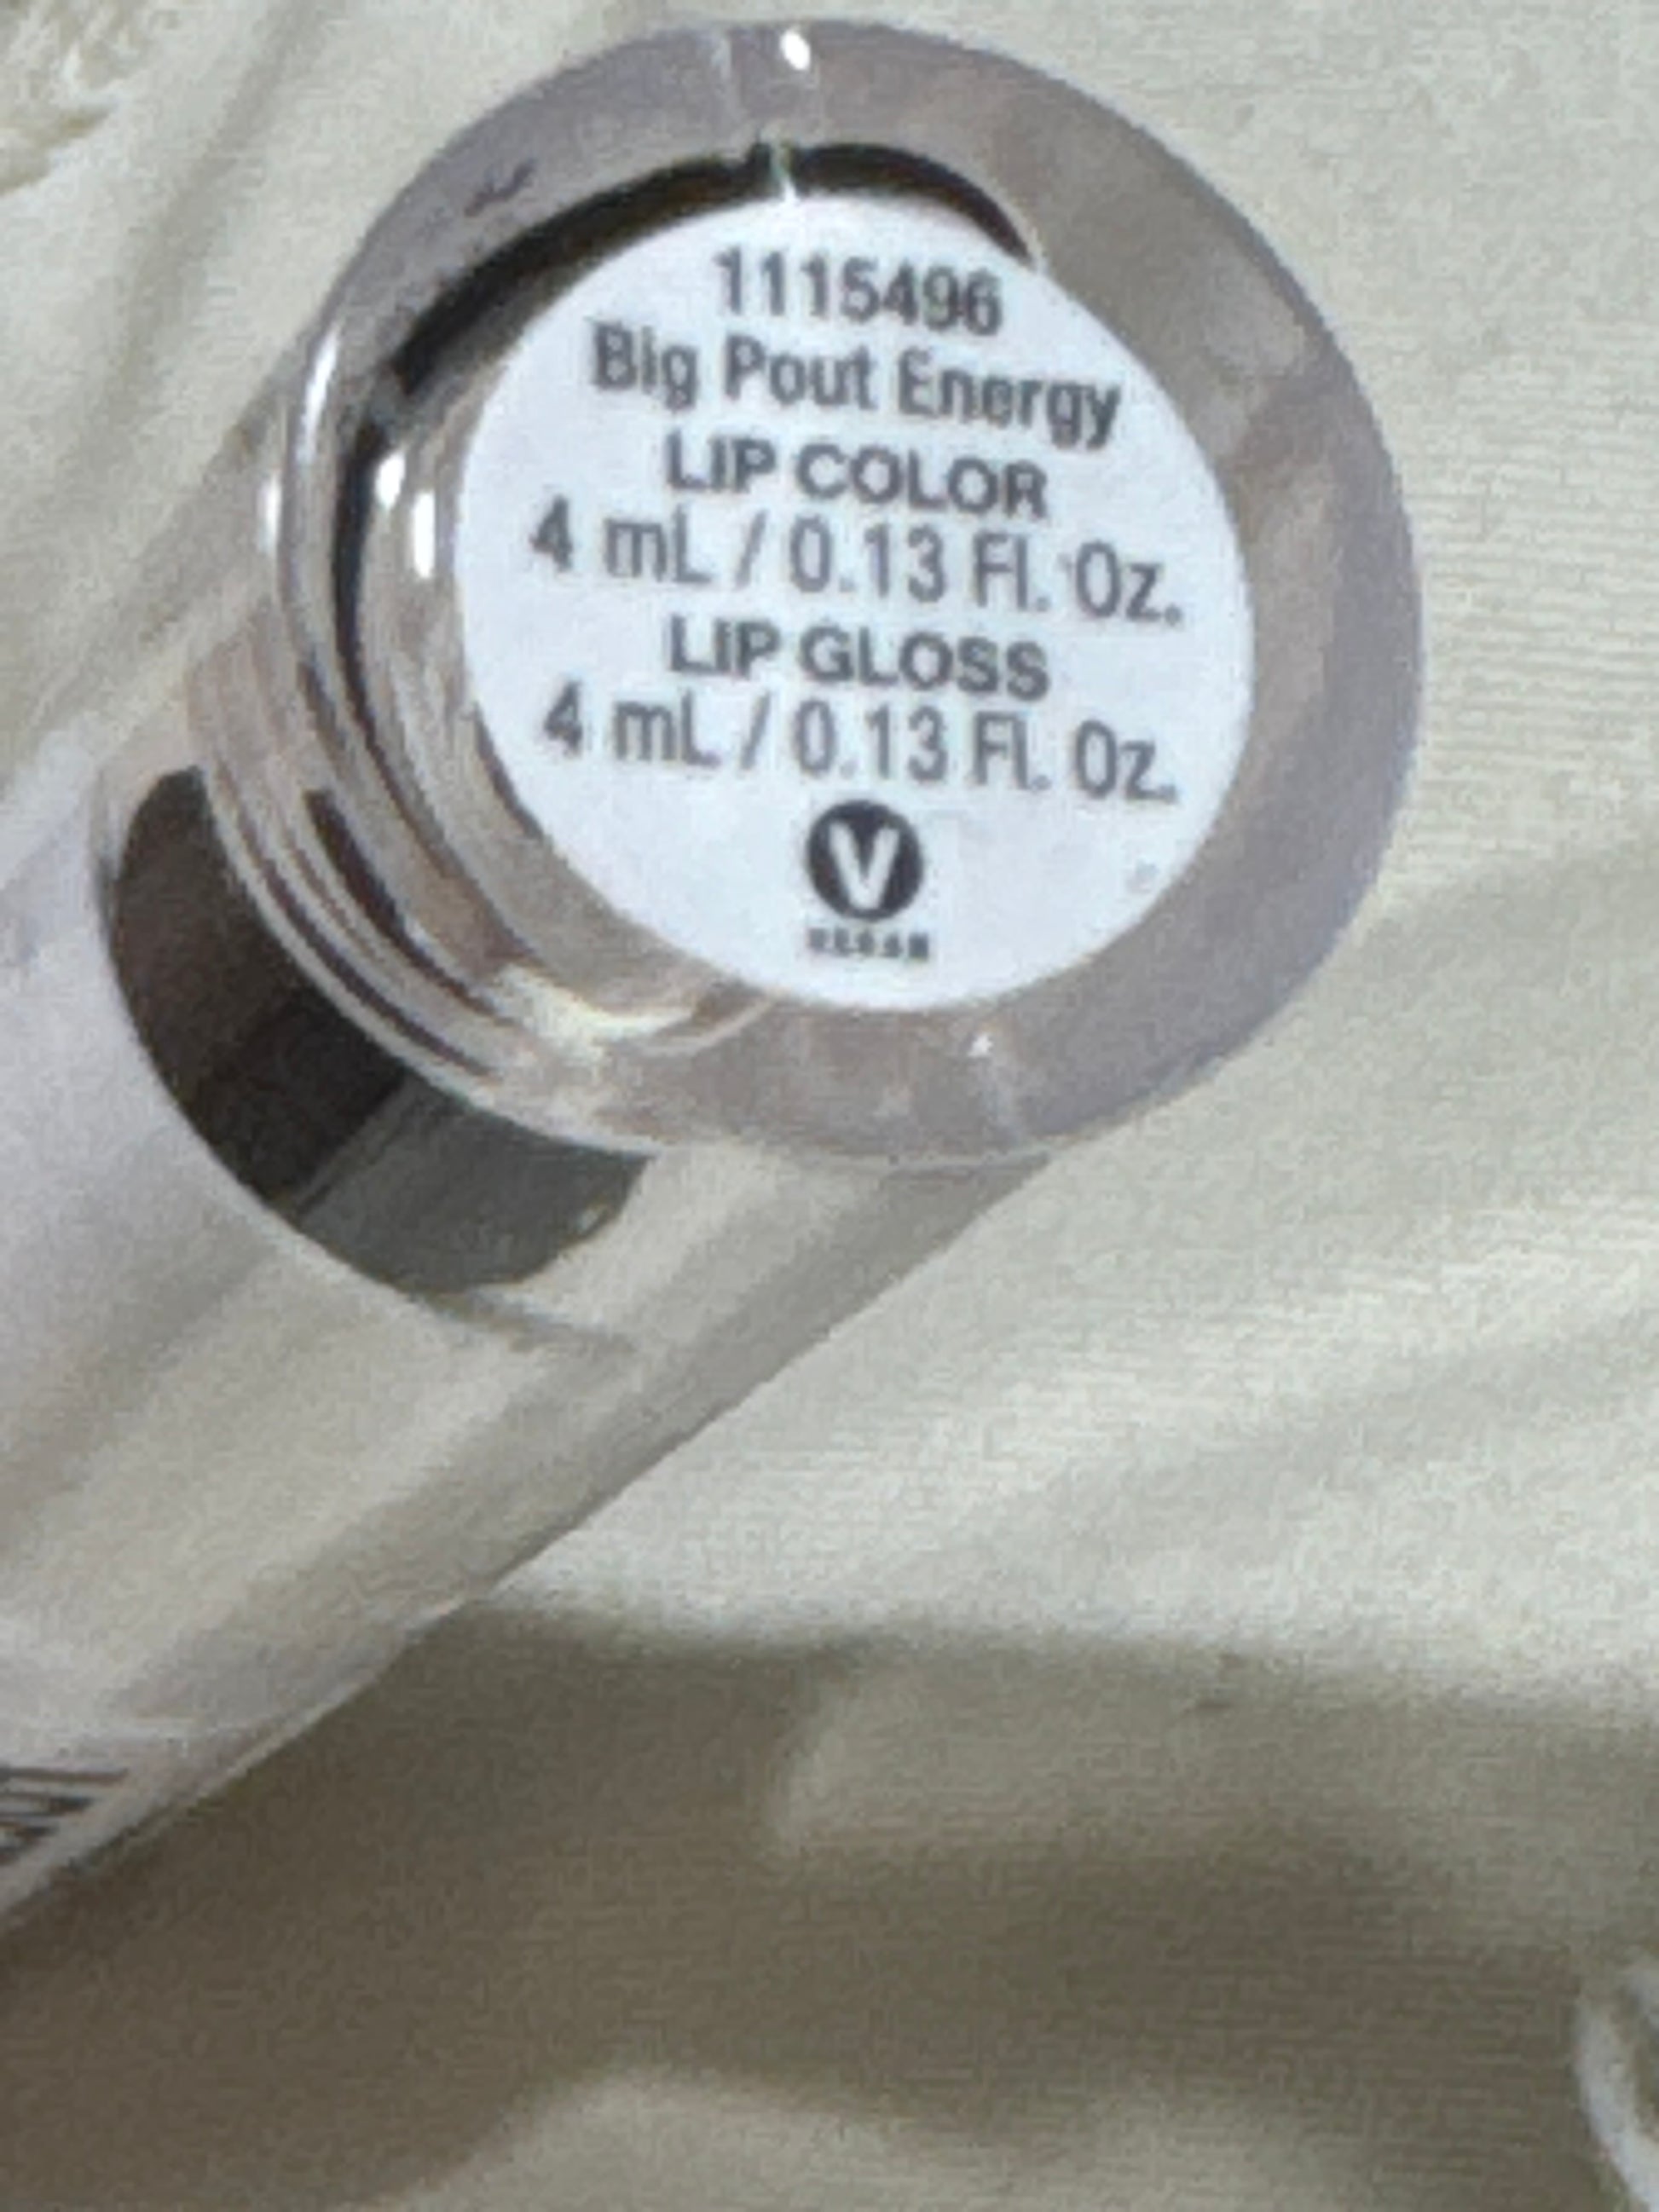 1115496
Big Pout Energy
LIP COLOR
4 mL / 0.13 Fl. Oz.
LIP GLOSS
4 mL / 0.13 Fl. Oz.
V
VEGAN